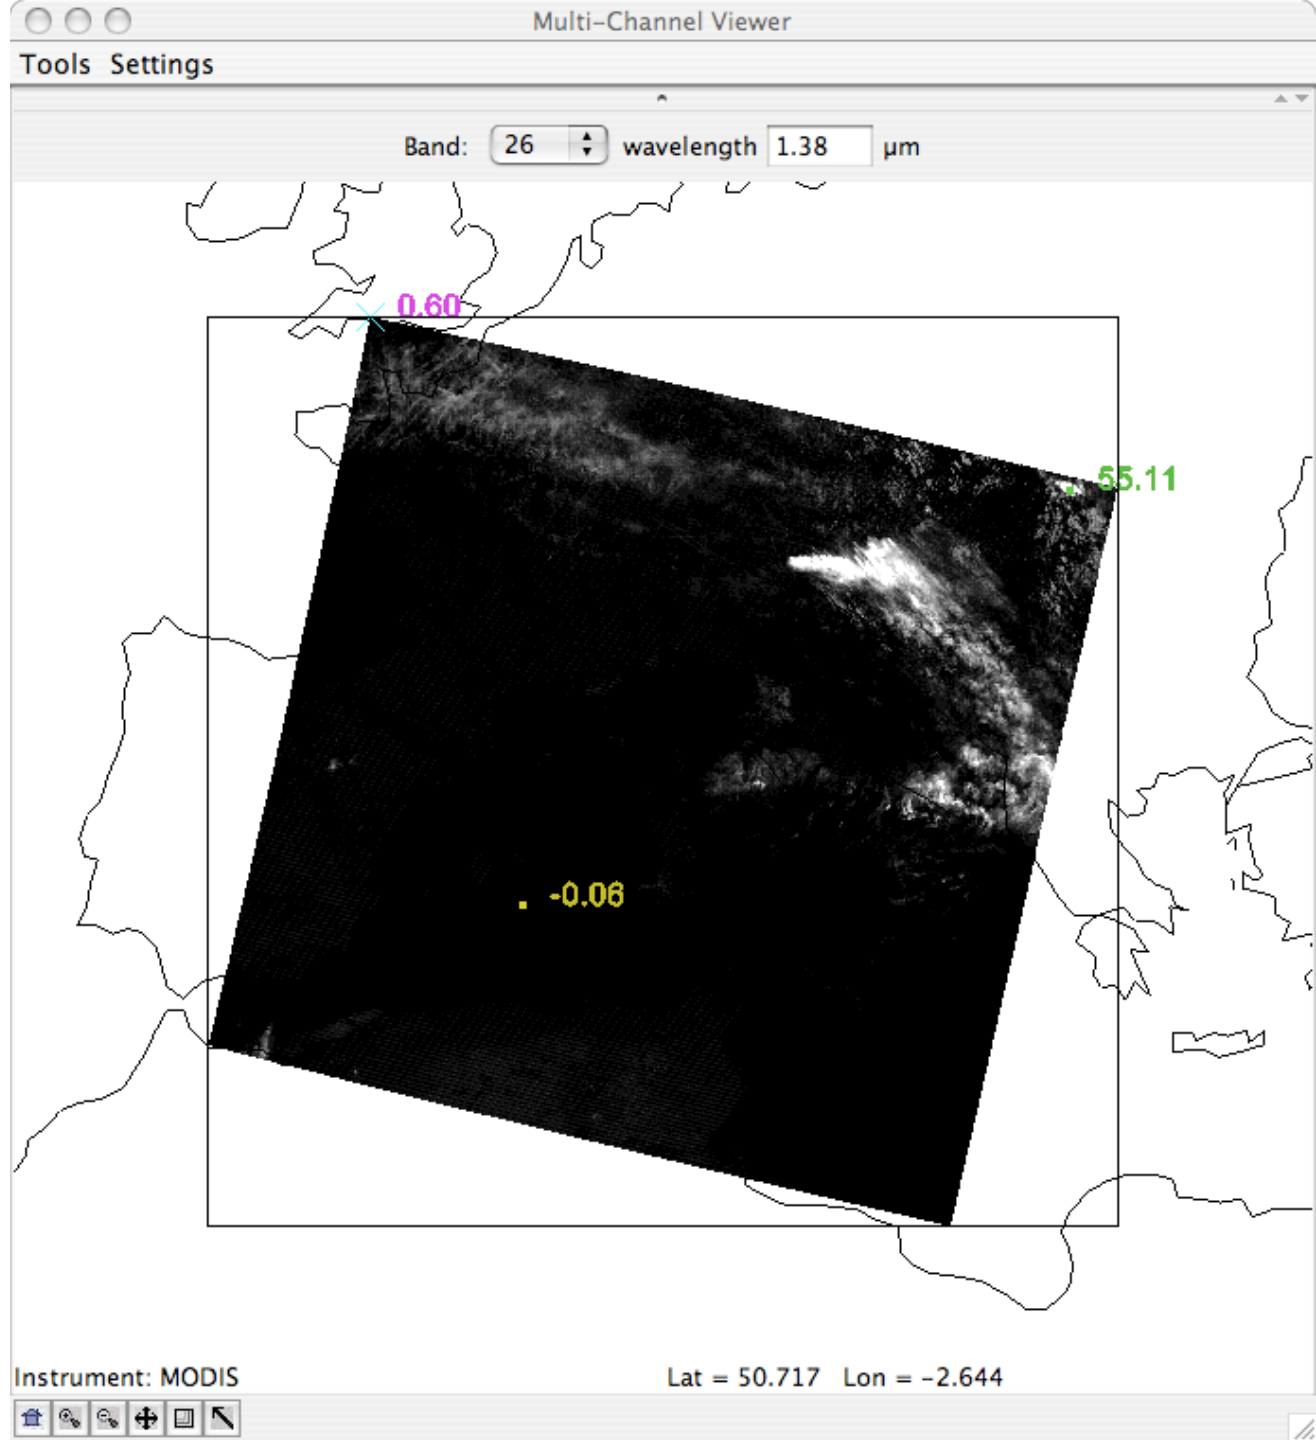 Multi-Channel Viewer
Tools Settings
Band: 26 wavelength 1.38 µm
0.60
55.11
-0.06
Instrument: MODIS Lat = 50.717 Lon = -2.644